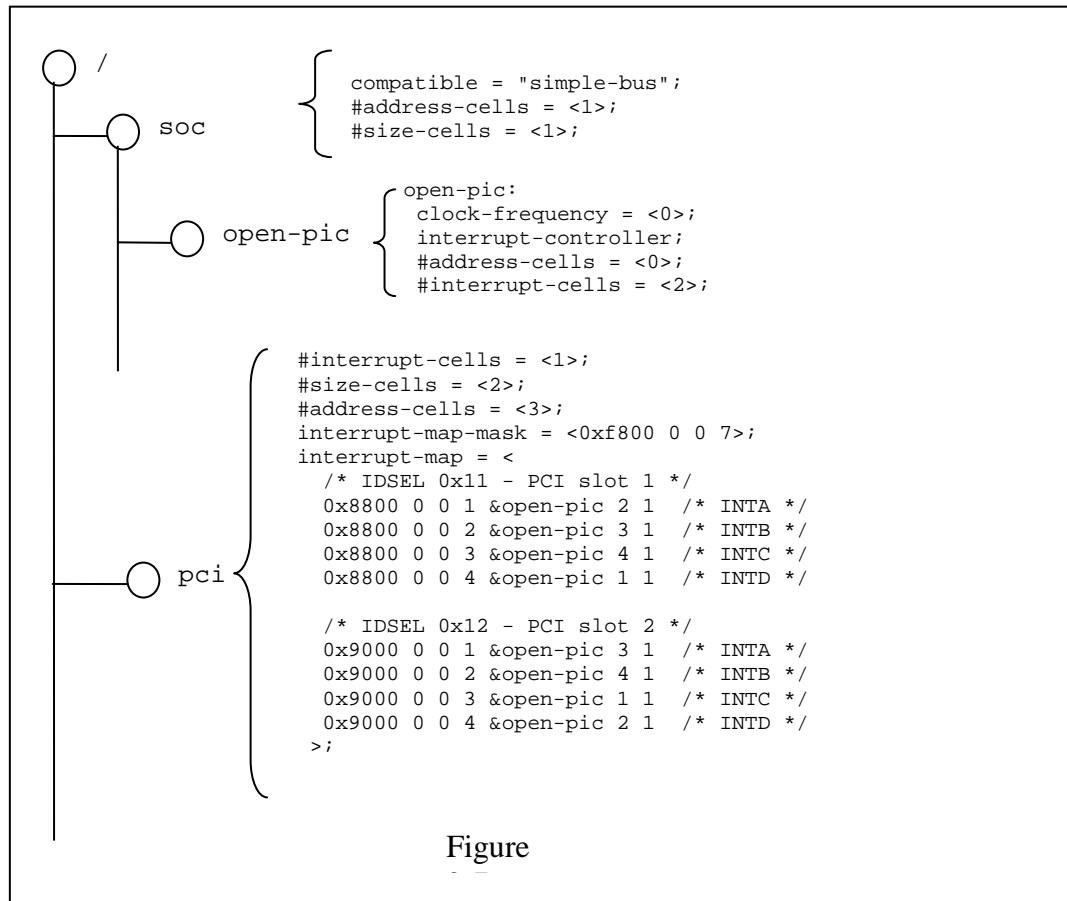 /
soc
compatible = "simple-bus";
#address-cells = <1>;
#size-cells = <1>;
open-pic
open-pic:
clock-frequency = <0>;
interrupt-controller;
#address-cells = <0>;
#interrupt-cells = <2>;
pci
#interrupt-cells = <1>;
#size-cells = <2>;
#address-cells = <3>;
interrupt-map-mask = <0xf800 0 0 7>;
interrupt-map = <
/* IDSEL 0x11 - PCI slot 1 */
0x8800 0 0 1 &open-pic 2 1 /* INTA */
0x8800 0 0 2 &open-pic 3 1 /* INTB */
0x8800 0 0 3 &open-pic 4 1 /* INTC */
0x8800 0 0 4 &open-pic 1 1 /* INTD */
/* IDSEL 0x12 - PCI slot 2 */
0x9000 0 0 1 &open-pic 3 1 /* INTA */
0x9000 0 0 2 &open-pic 4 1 /* INTB */
0x9000 0 0 3 &open-pic 1 1 /* INTC */
0x9000 0 0 4 &open-pic 2 1 /* INTD */
>;
Figure